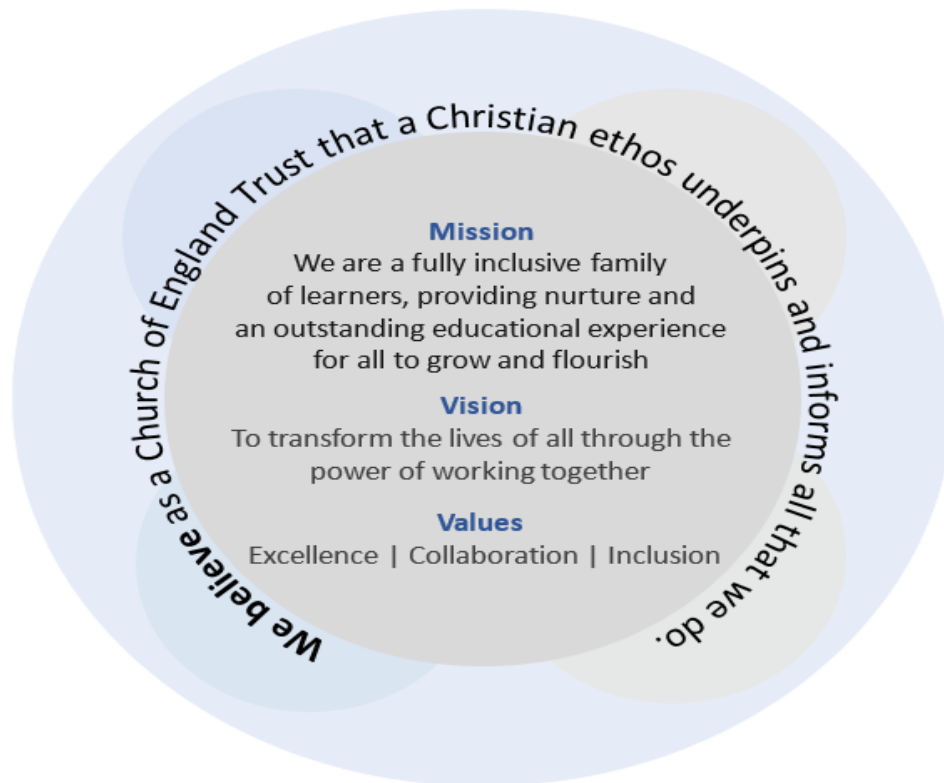 We believe as a Church of England Trust that a Christian ethos underpins and informs all that we do.
Mission
We are a fully inclusive family
of learners, providing nurture and
an outstanding educational experience
for all to grow and flourish
Vision
To transform the lives of all through the
power of working together
Values
Excellence | Collaboration | Inclusion